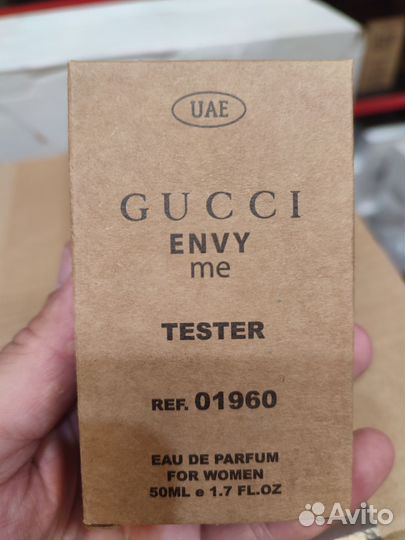 UAE
GUCCI
ENVY
me
TESTER
REF. 01960
EAU DE PARFUM
FOR WOMEN
50ML e 1.7 FL.OZ
Avito